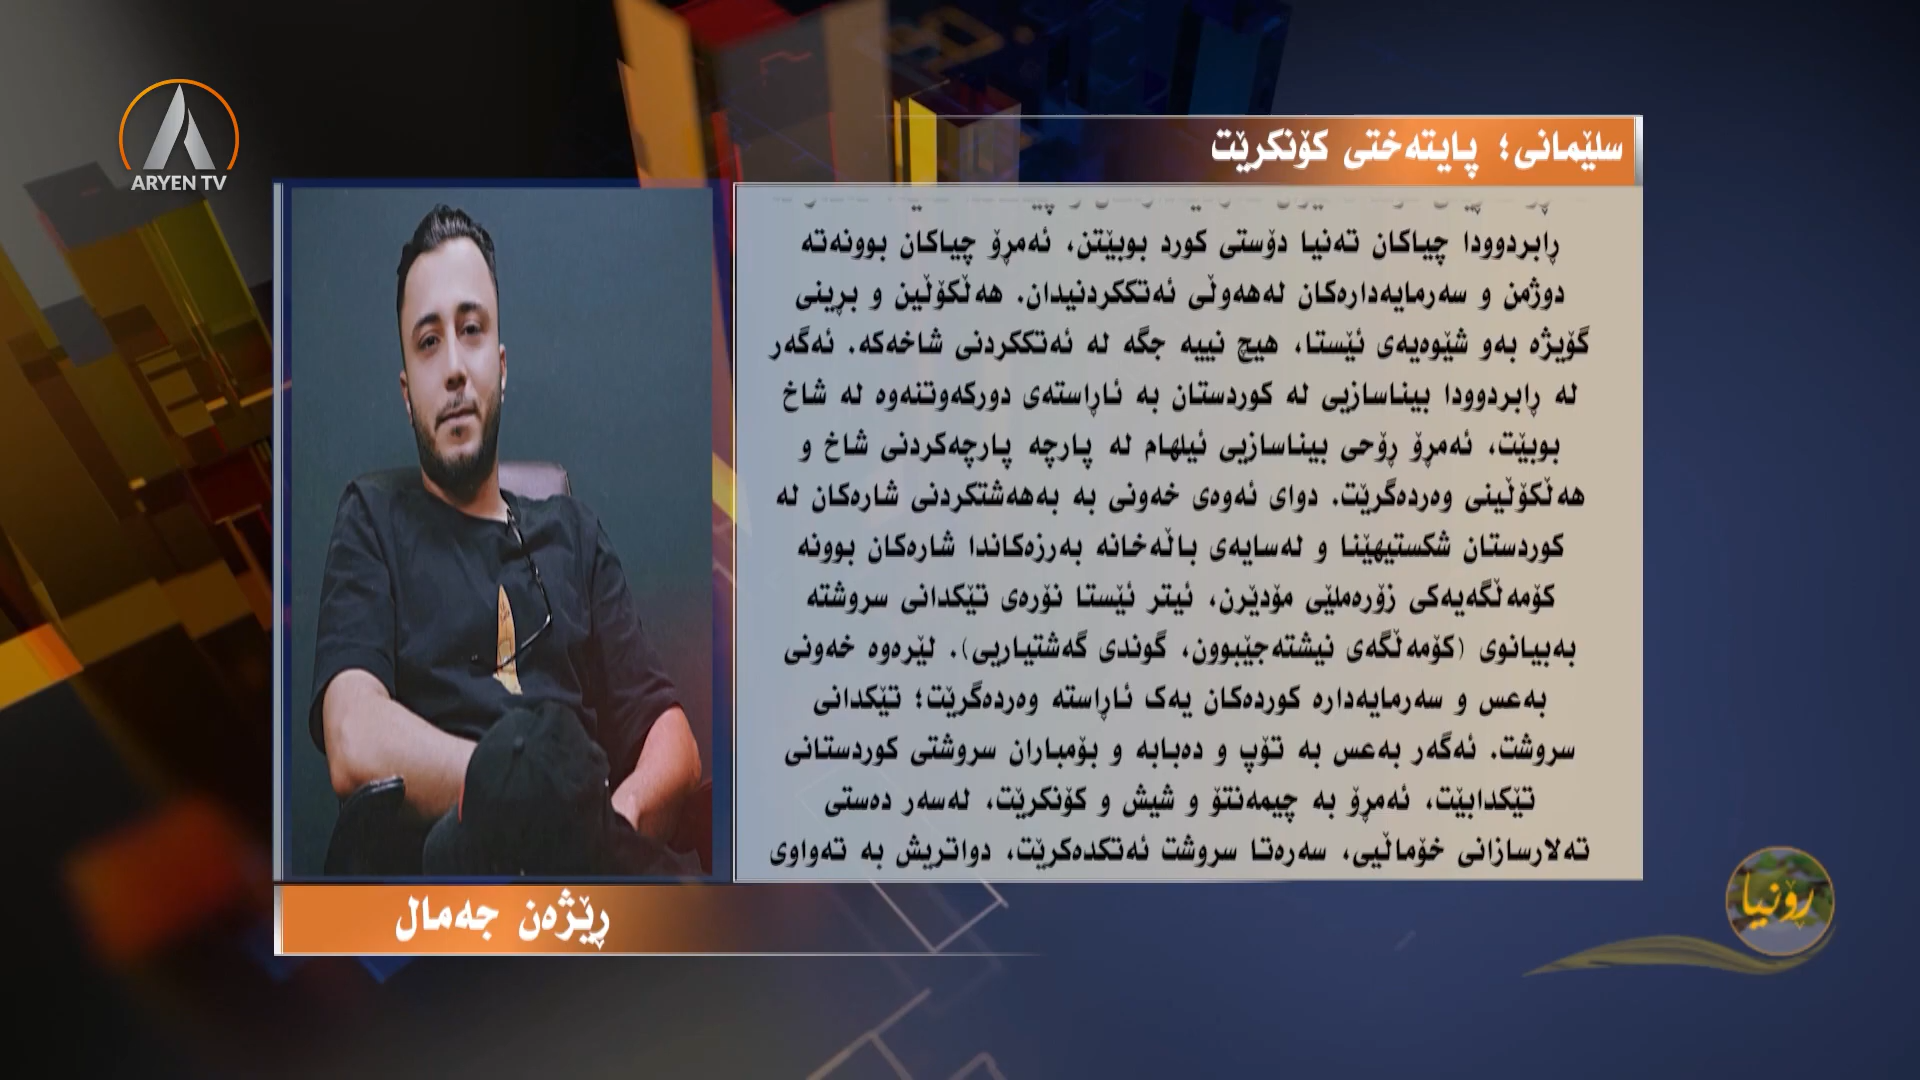 ARYEN TV
سلێمانی؛ پایتەختی کۆنکرێت
ڕابردوودا چیاکان تەنیا دۆستی کورد بوبێتن، ئەمڕۆ چیاکان بوونەتە
دوژمن و سەرمایەدارەکان لەهەوڵی ئەتککردنیدان. هەڵکۆڵین و بڕینی
گۆیژە بەو شێوەیەی ئێستا، هیچ نییە جگە لە ئەتککردنی شاخەکە. ئەگەر
لە ڕابردوودا بیناسازیی لە کوردستان بە ئاڕاستەی دورکەوتنەوە لە شاخ
بوبێت، ئەمڕۆ ڕۆحی بیناسازیی ئیلهام لە پارچە پارچەکردنی شاخ و
هەڵکۆڵینی وەردەگرێت. دوای ئەوەی خەونی بە بەهەشتکردنی شارەکان لە
کوردستان شکستیهێنا و لەسایەی باڵەخانە بەرزەکاندا شارەکان بوونە
کۆمەڵگەیەکی زۆرەملێی مۆدێرن، ئیتر ئێستا نۆرەی تێکدانی سروشتە
بەبیانوی (کۆمەڵگەی نیشتەجێبوون، گوندی گەشتیاریی). لێرەوە خەونی
بەعس و سەرمایەدارە کوردەکان یەک ئاڕاستە وەردەگرێت؛ تێکدانی
سروشت. ئەگەر بەعس بە تۆپ و دەبابە و بۆمباران سروشتی کوردستانی
تێکدابێت، ئەمڕۆ بە چیمەنتۆ و شیش و کۆنکرێت، لەسەر دەستی
تەلارسازانی خۆماڵیی، سەرەتا سروشت ئەتکدەکرێت، دواتریش بە تەواوی
ڕێژەن جەمال
ڕۆنیا